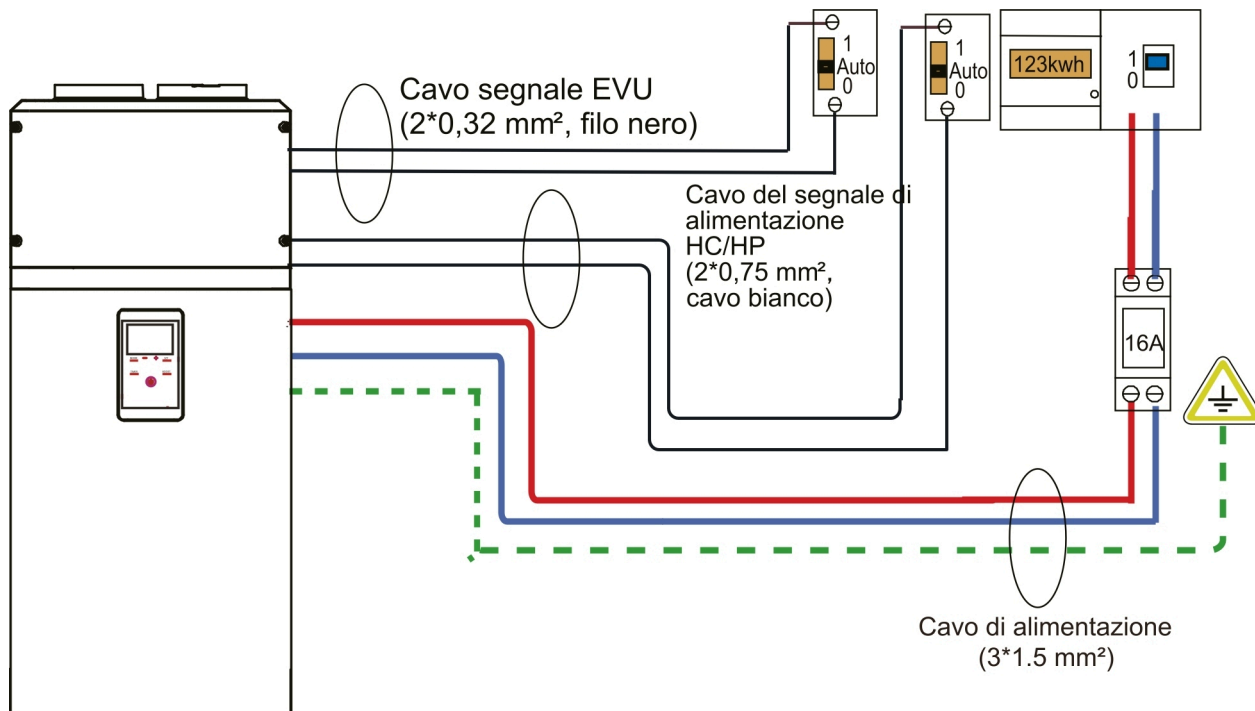 Cavo segnale EVU
(2*0,32 mm², filo nero)
1
Auto
0
1
Auto
0
123kwh
1
0
Cavo del segnale di
alimentazione
HC/HP
(2*0,75 mm²,
cavo bianco)
16A
Cavo di alimentazione
(3*1.5 mm²)